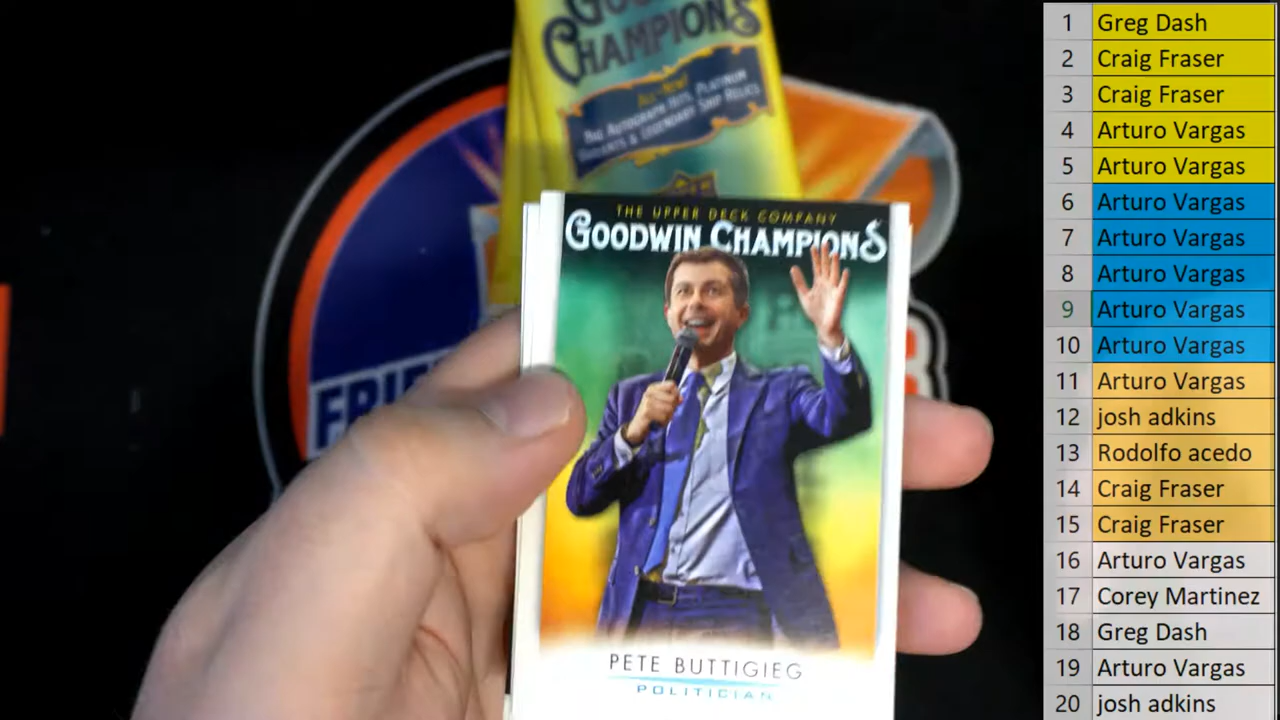 GOODWIN
CHAMPIONS
ALL-NEW!
BIG AUTOGRAPH HITS, PLATINUM
VARIANTS & LEGENDARY SHIP RELICS
THE UPPER DECK COMPANY
GOODWIN CHAMPIONS
PETE BUTTIGIEG
POLITICIAN
1 Greg Dash
2 Craig Fraser
3 Craig Fraser
4 Arturo Vargas
5 Arturo Vargas
6 Arturo Vargas
7 Arturo Vargas
8 Arturo Vargas
9 Arturo Vargas
10 Arturo Vargas
11 Arturo Vargas
12 josh adkins
13 Rodolfo acedo
14 Craig Fraser
15 Craig Fraser
16 Arturo Vargas
17 Corey Martinez
18 Greg Dash
19 Arturo Vargas
20 josh adkins